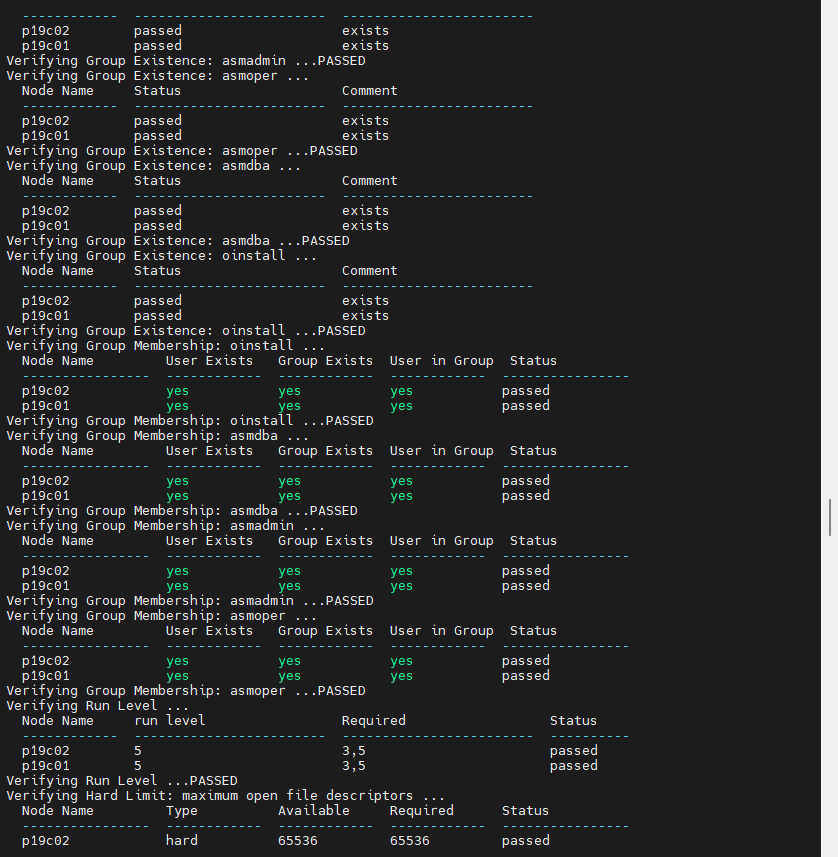 ------------  ------------------------  ------------------------
p19c02        passed                    exists
p19c01        passed                    exists
Verifying Group Existence: asmadmin ...PASSED
Verifying Group Existence: asmoper ...
  Node Name     Status                    Comment
  ------------  ------------------------  ------------------------
  p19c02        passed                    exists
  p19c01        passed                    exists
Verifying Group Existence: asmoper ...PASSED
Verifying Group Existence: asmdba ...
  Node Name     Status                    Comment
  ------------  ------------------------  ------------------------
  p19c02        passed                    exists
  p19c01        passed                    exists
Verifying Group Existence: asmdba ...PASSED
Verifying Group Existence: oinstall ...
  Node Name     Status                    Comment
  ------------  ------------------------  ------------------------
  p19c02        passed                    exists
  p19c01        passed                    exists
Verifying Group Existence: oinstall ...PASSED
Verifying Group Membership: oinstall ...
  Node Name         User Exists   Group Exists  User in Group  Status
  ----------------  ------------  ------------  ------------  ----------------
  p19c02            yes           yes           yes           passed
  p19c01            yes           yes           yes           passed
Verifying Group Membership: oinstall ...PASSED
Verifying Group Membership: asmdba ...
  Node Name         User Exists   Group Exists  User in Group  Status
  ----------------  ------------  ------------  ------------  ----------------
  p19c02            yes           yes           yes           passed
  p19c01            yes           yes           yes           passed
Verifying Group Membership: asmdba ...PASSED
Verifying Group Membership: asmadmin ...
  Node Name         User Exists   Group Exists  User in Group  Status
  ----------------  ------------  ------------  ------------  ----------------
  p19c02            yes           yes           yes           passed
  p19c01            yes           yes           yes           passed
Verifying Group Membership: asmadmin ...PASSED
Verifying Group Membership: asmoper ...
  Node Name         User Exists   Group Exists  User in Group  Status
  ----------------  ------------  ------------  ------------  ----------------
  p19c02            yes           yes           yes           passed
  p19c01            yes           yes           yes           passed
Verifying Group Membership: asmoper ...PASSED
Verifying Run Level ...
  Node Name     run level                 Required                  Status
  ------------  ------------------------  ------------------------  ----------
  p19c02        5                         3,5                       passed
  p19c01        5                         3,5                       passed
Verifying Run Level ...PASSED
Verifying Hard Limit: maximum open file descriptors ...
  Node Name         Type          Available     Required      Status
  ----------------  ------------  ------------  ------------  ----------------
  p19c02            hard          65536         65536         passed